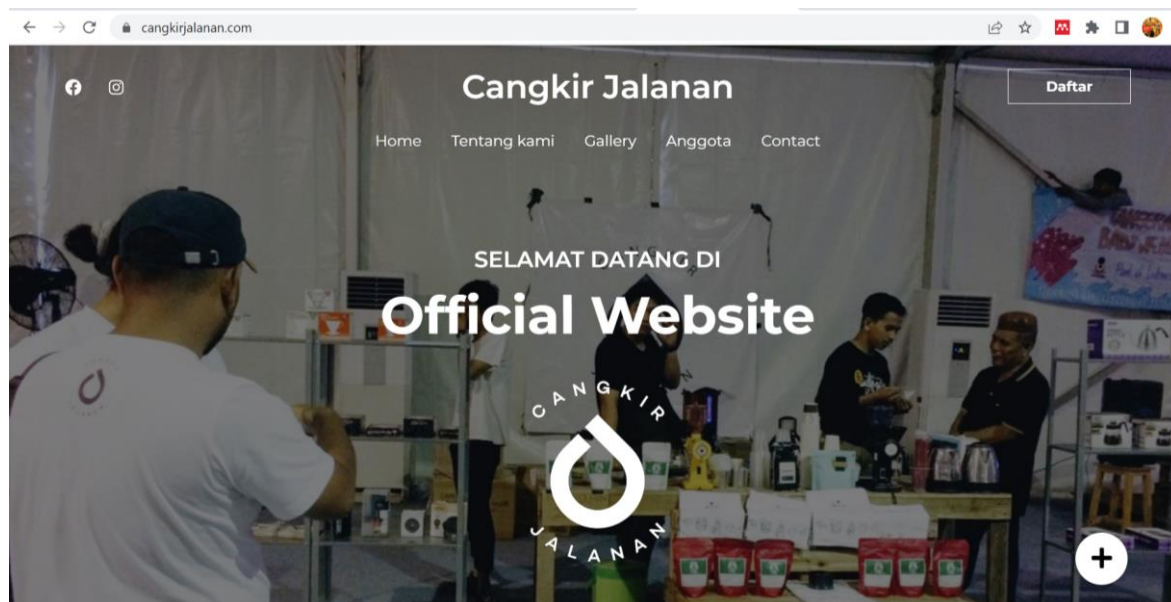 cangkirjalanan.com
Cangkir Jalanan
Daftar
Home Tentang kami Gallery Anggota Contact
SELAMAT DATANG DI
Official Website
CANGKIR
JALANAN